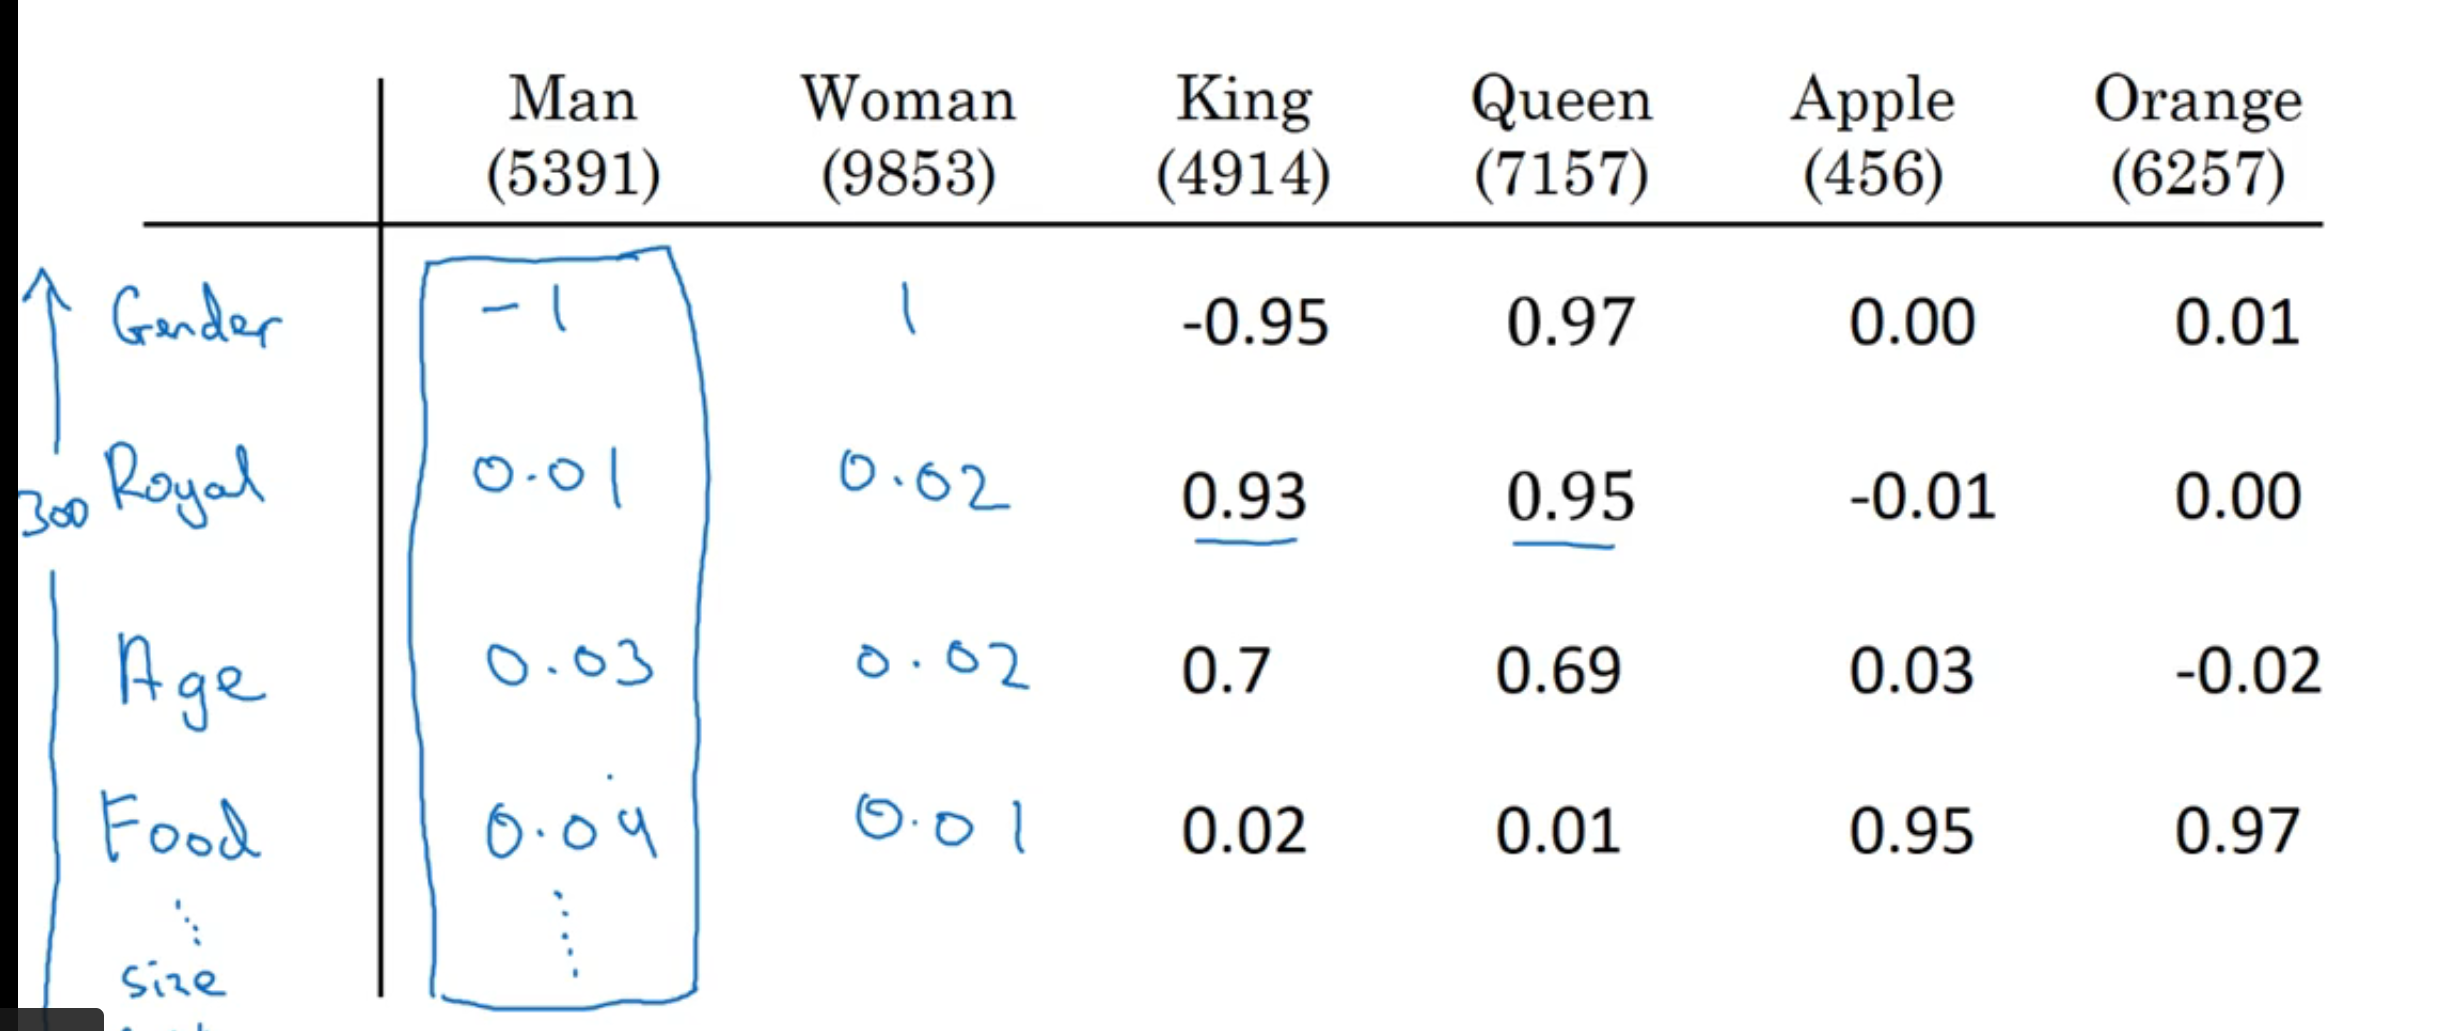 Man Woman King Queen Apple Orange
(5391) (9853) (4914) (7157) (456) (6257)
Gender -1 1 -0.95 0.97 0.00 0.01
Royal 0.01 0.02 0.93 0.95 -0.01 0.00
300
Age 0.03 0.02 0.7 0.69 0.03 -0.02
Food 0.04 0.01 0.02 0.01 0.95 0.97
size